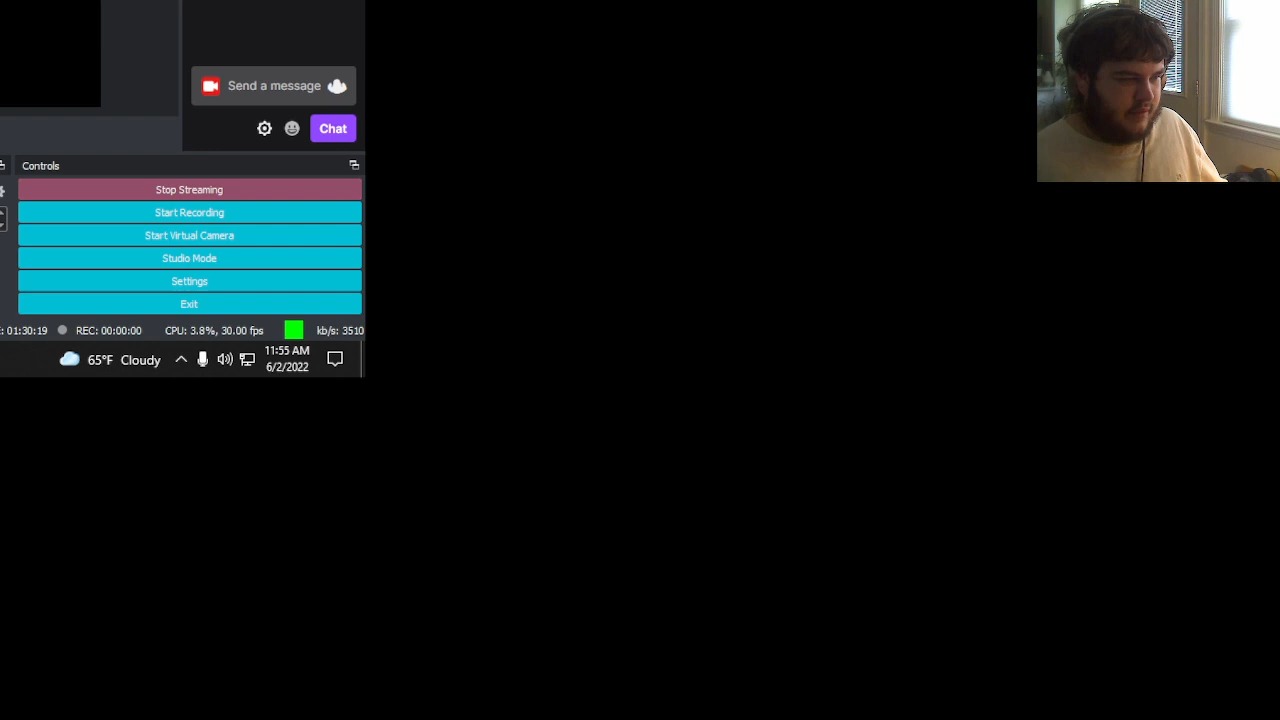 Send a message
Chat
Controls
Stop Streaming
Start Recording
Start Virtual Camera
Studio Mode
Settings
Exit
: 01:30:19 REC: 00:00:00 CPU: 3.8%, 30.00 fps kb/s: 3510
65°F Cloudy 11:55 AM
6/2/2022